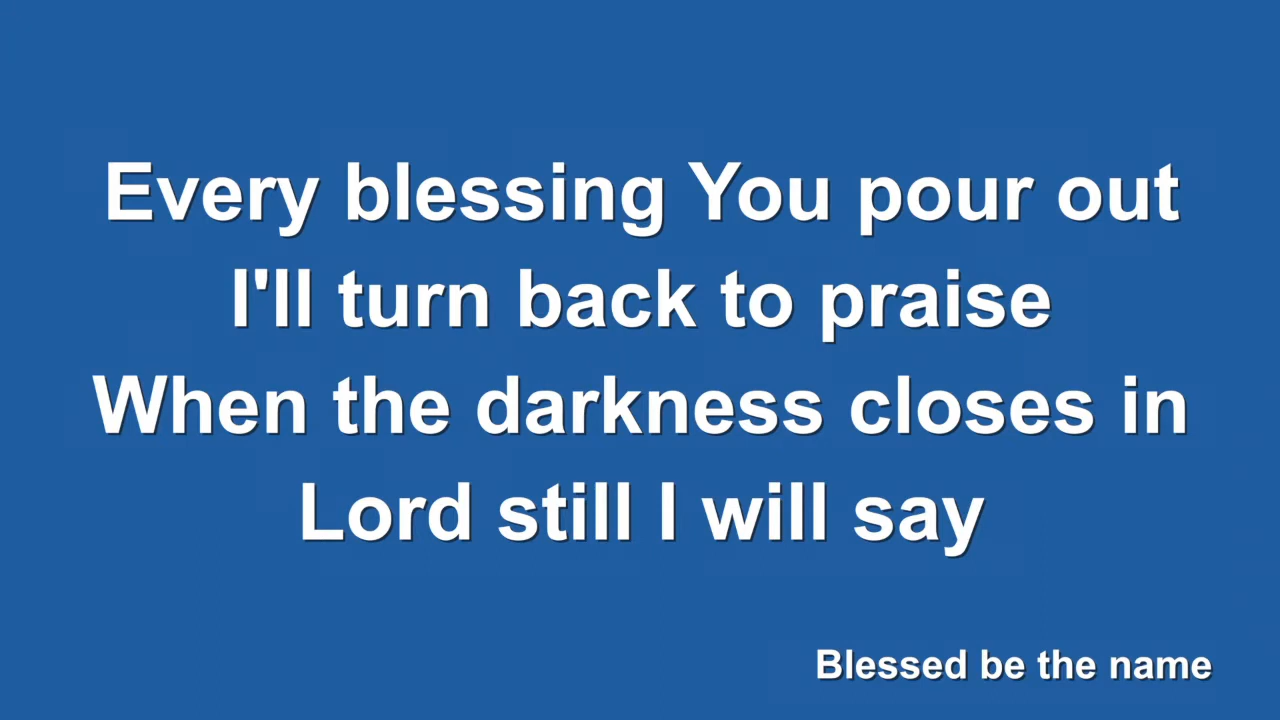 Every blessing You pour out
I'll turn back to praise
When the darkness closes in
Lord still I will say
Blessed be the name